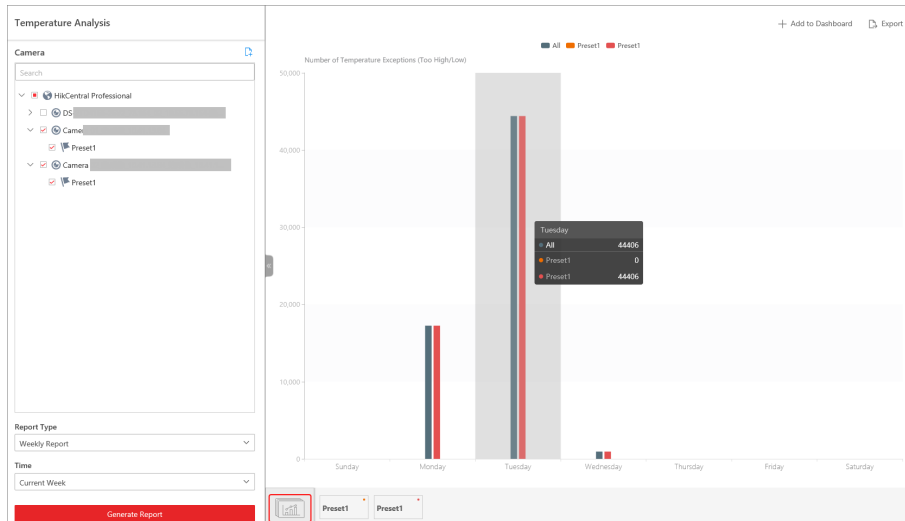 Temperature Analysis
Camera
Search
HikCentral Professional
DS
Came
Preset1
Camera
Preset1
Report Type
Weekly Report
Time
Current Week
Generate Report
Add to Dashboard
Export
All Preset1 Preset1
Number of Temperature Exceptions (Too High/Low)
50,000
40,000
30,000
20,000
10,000
0
Tuesday
All 44406
Preset1 0
Preset1 44406
Sunday Monday Tuesday Wednesday Thursday Friday Saturday
Preset1 Preset1